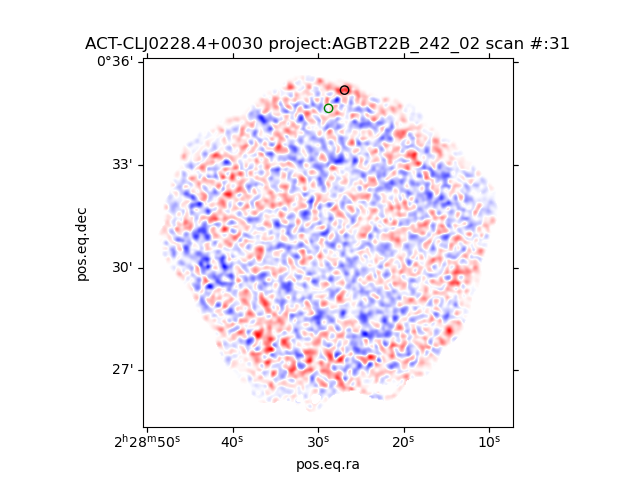 ACT-CLJ0228.4+0030 project:AGBT22B_242_02 scan #:31
0°36'
33'
30'
27'
pos.eq.dec
2ʰ28ᵐ50ˢ 40ˢ 30ˢ 20ˢ 10ˢ
pos.eq.ra